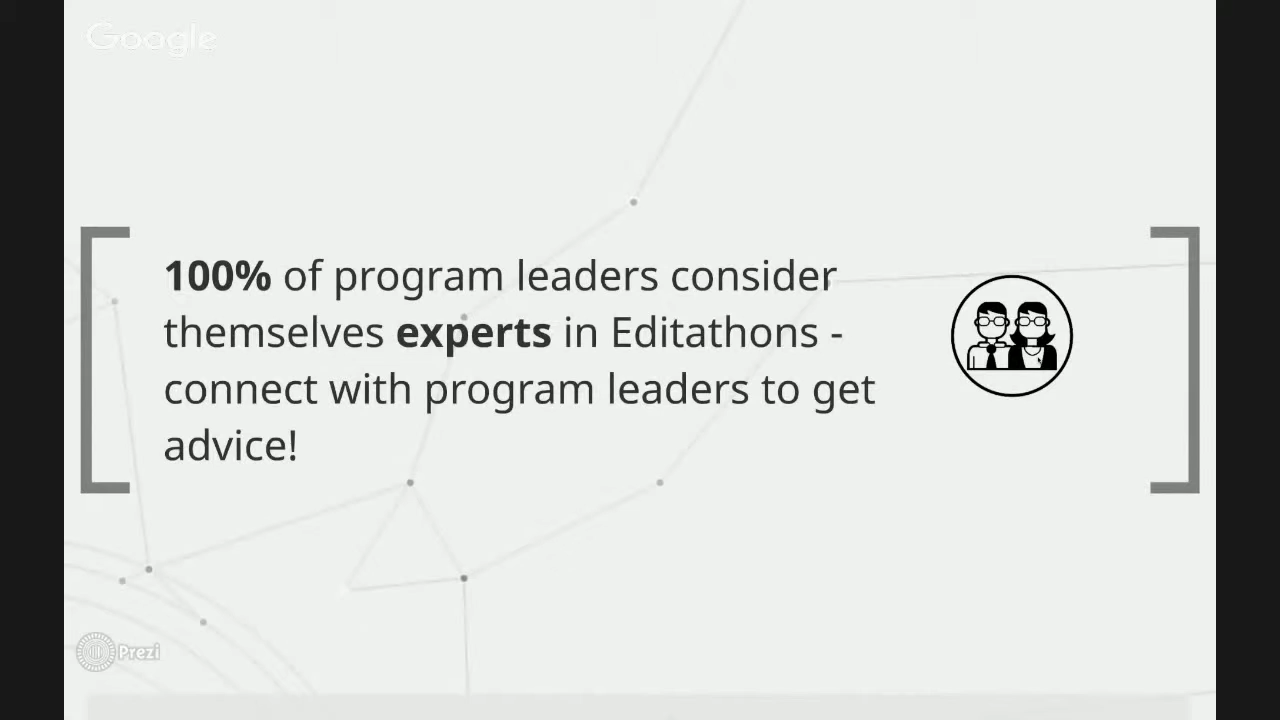 Google
100% of program leaders consider
themselves experts in Editathons -
connect with program leaders to get
advice!
Prezi